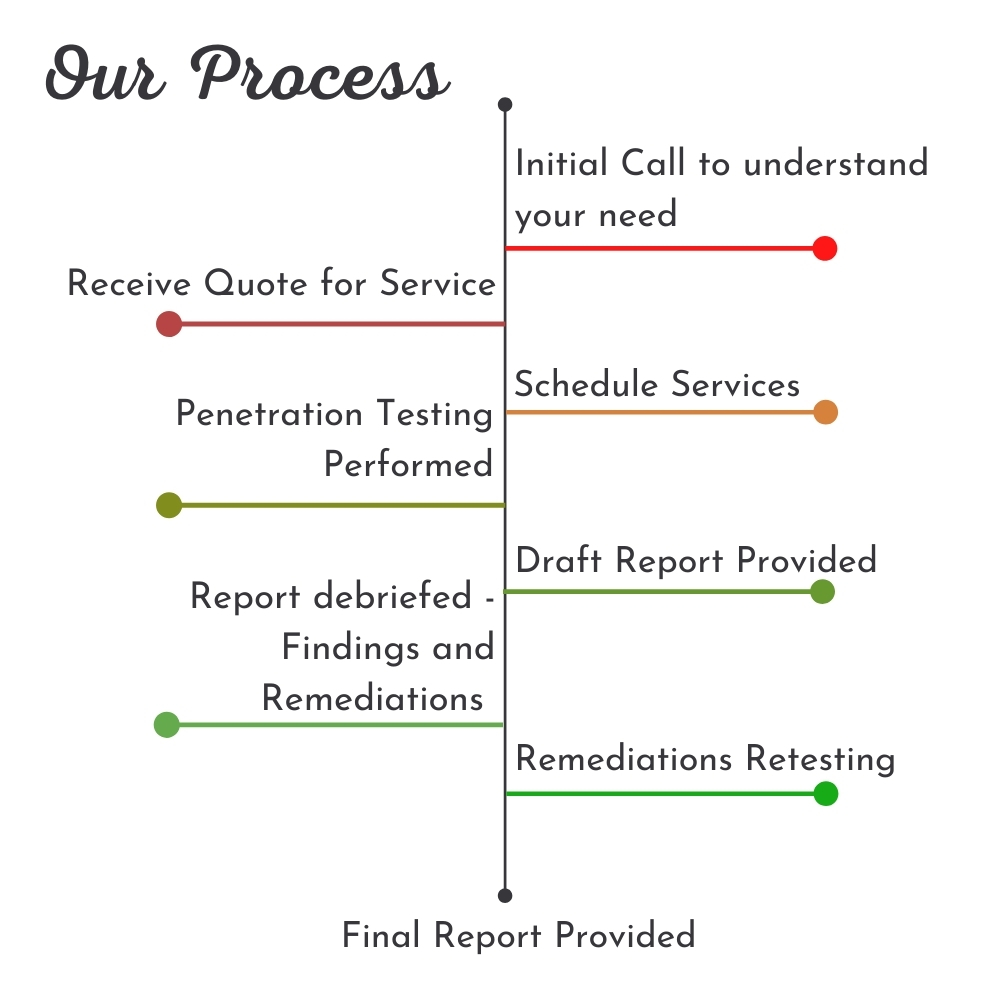 Our Process
Initial Call to understand
your need
Receive Quote for Service
Schedule Services
Penetration Testing
Performed
Draft Report Provided
Report debriefed -
Findings and
Remediations
Remediations Retesting
Final Report Provided